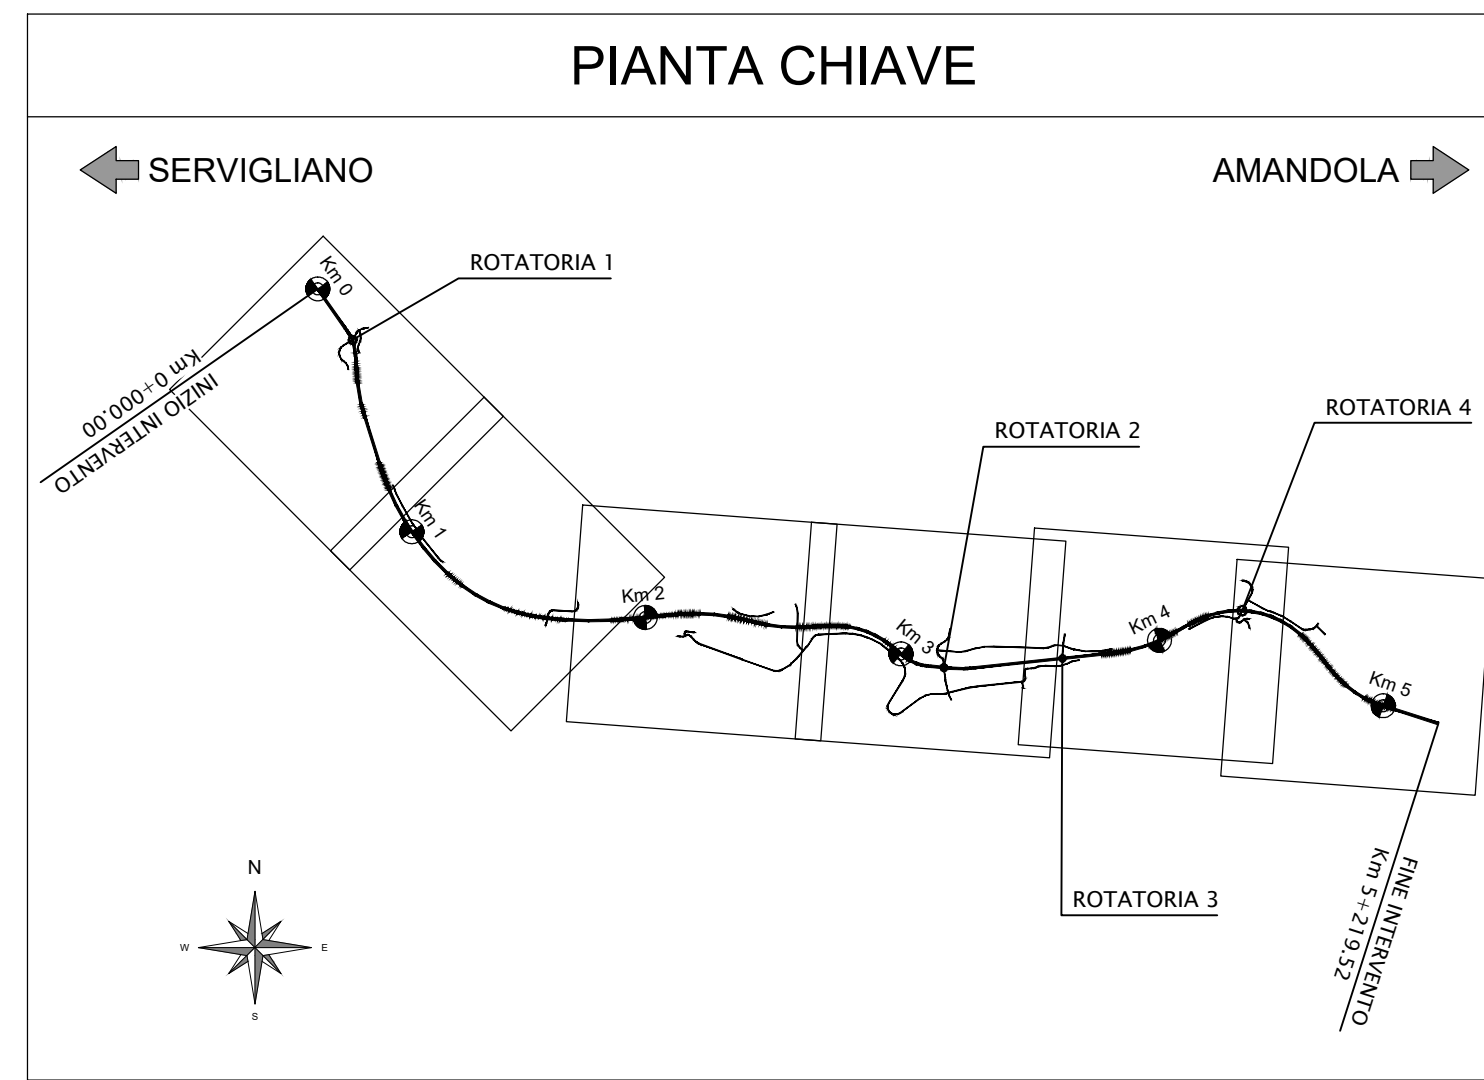 PIANTA CHIAVE
SERVIGLIANO
AMANDOLA
Km 0
ROTATORIA 1
Km 0+000.00
INIZIO INTERVENTO
ROTATORIA 4
ROTATORIA 2
Km 1
Km 2
Km 3
Km 4
Km 5
ROTATORIA 3
FINE INTERVENTO
Km 5+219.52
N
W
E
S